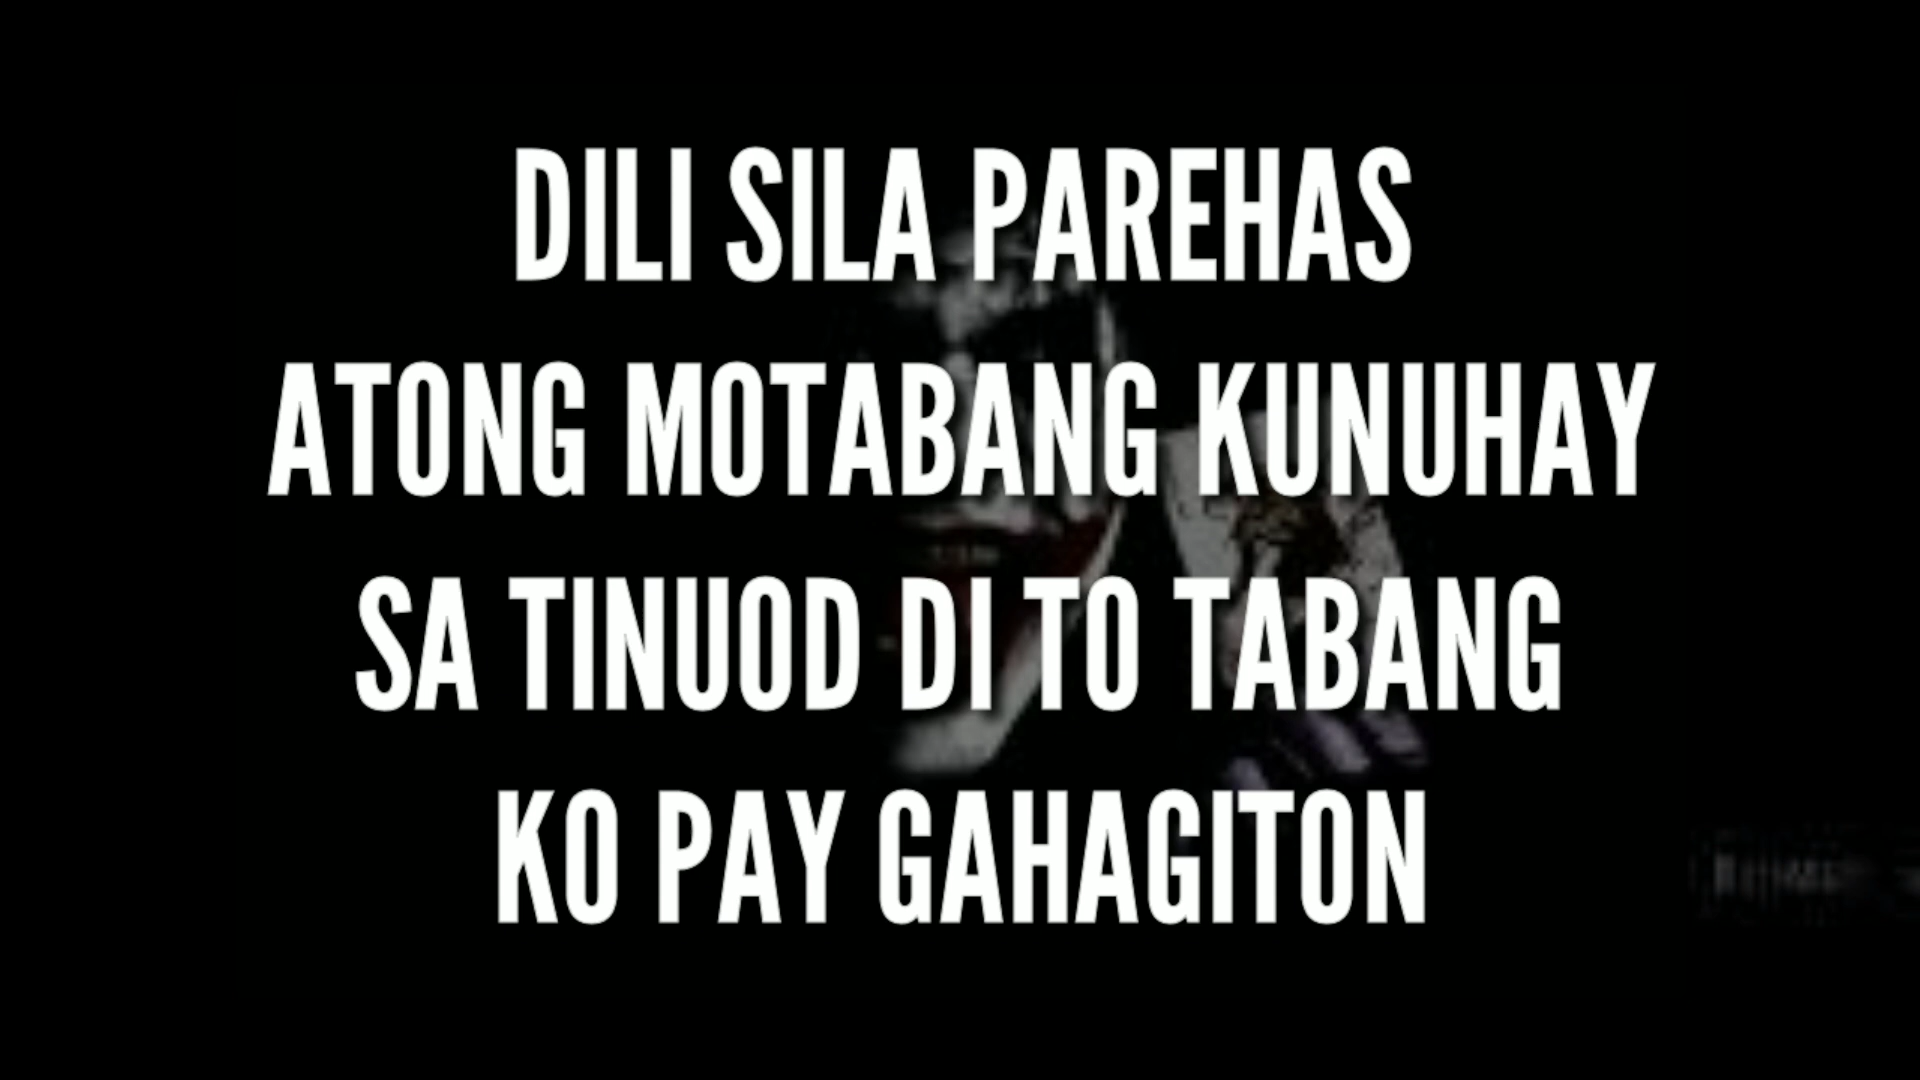 DILI SILA PAREHAS
ATONG MOTABANG KUNUHAY
SA TINUOD DI TO TABANG
KO PAY GAHAGITON